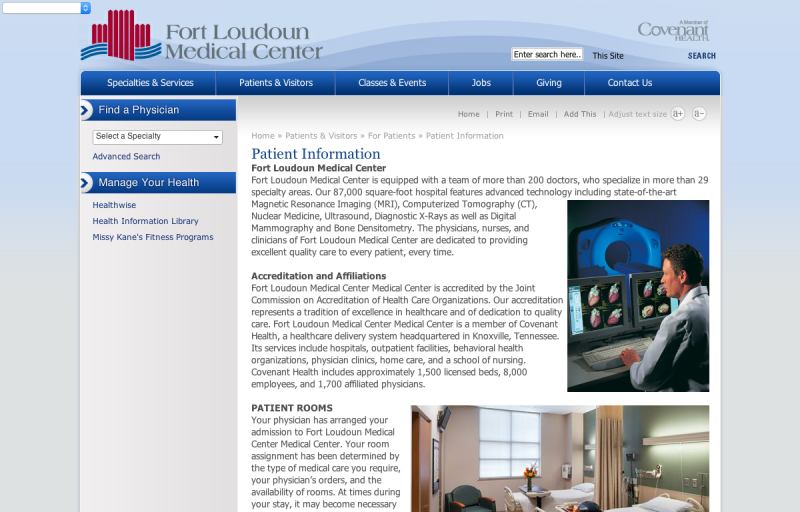 Fort Loudoun
Medical Center
A Member of
Covenant
HEALTH.
Enter search here..
This Site
SEARCH
Specialties & Services
Patients & Visitors
Classes & Events
Jobs
Giving
Contact Us
Find a Physician
Select a Specialty
Advanced Search
Manage Your Health
Healthwise
Health Information Library
Missy Kane's Fitness Programs
Home | Print | Email | Add This | Adjust text size a+ a-
Home » Patients & Visitors » For Patients » Patient Information
Patient Information
Fort Loudoun Medical Center
Fort Loudoun Medical Center is equipped with a team of more than 200 doctors, who specialize in more than 29
specialty areas. Our 87,000 square-foot hospital features advanced technology including state-of-the-art
Magnetic Resonance Imaging (MRI), Computerized Tomography (CT),
Nuclear Medicine, Ultrasound, Diagnostic X-Rays as well as Digital
Mammography and Bone Densitometry. The physicians, nurses, and
clinicians of Fort Loudoun Medical Center are dedicated to providing
excellent quality care to every patient, every time.
Accreditation and Affiliations
Fort Loudoun Medical Center Medical Center is accredited by the Joint
Commission on Accreditation of Health Care Organizations. Our accreditation
represents a tradition of excellence in healthcare and of dedication to quality
care. Fort Loudoun Medical Center Medical Center is a member of Covenant
Health, a healthcare delivery system headquartered in Knoxville, Tennessee.
Its services include hospitals, outpatient facilities, behavioral health
organizations, physician clinics, home care, and a school of nursing.
Covenant Health includes approximately 1,500 licensed beds, 8,000
employees, and 1,700 affiliated physicians.
PATIENT ROOMS
Your physician has arranged your
admission to Fort Loudoun Medical
Center Medical Center. Your room
assignment has been determined by
the type of medical care you require,
your physician's orders, and the
availability of rooms. At times during
your stay, it may become necessary